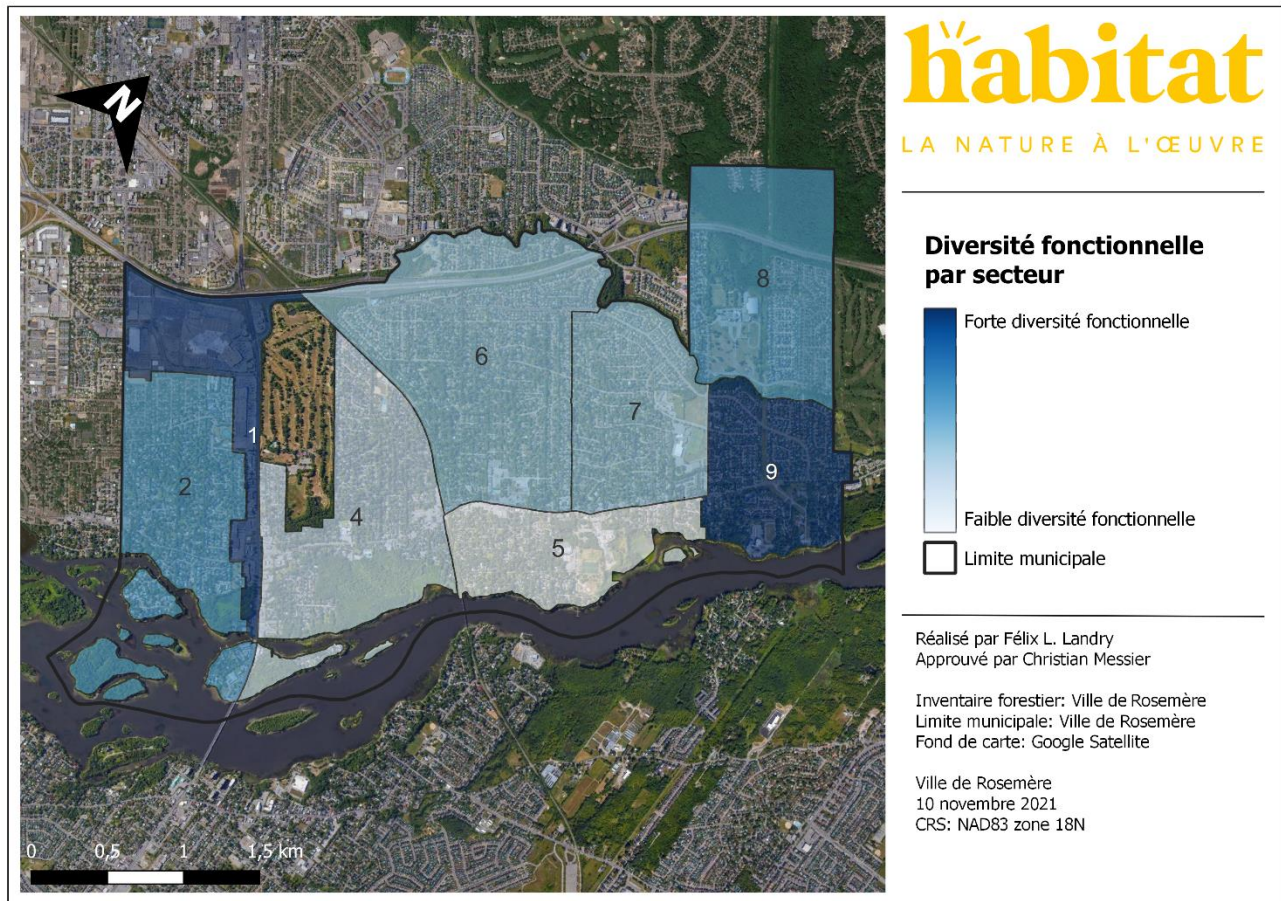 N
6
8
7
2
1
9
4
5
0 0,5 1 1,5 km
habitat
LA NATURE À L'ŒUVRE
Diversité fonctionnelle
par secteur
Forte diversité fonctionnelle
Faible diversité fonctionnelle
Limite municipale
Réalisé par Félix L. Landry
Approuvé par Christian Messier
Inventaire forestier: Ville de Rosemère
Limite municipale: Ville de Rosemère
Fond de carte: Google Satellite
Ville de Rosemère
10 novembre 2021
CRS: NAD83 zone 18N